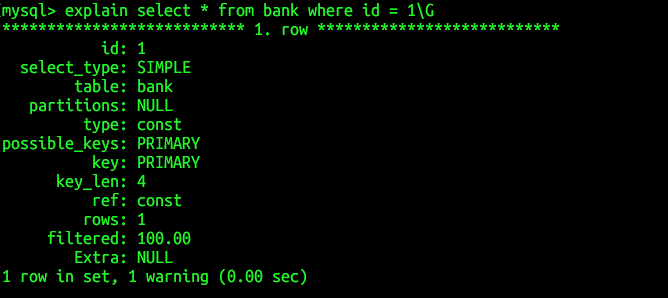 mysql> explain select * from bank where id = 1\G
*************************** 1. row ***************************
           id: 1
  select_type: SIMPLE
        table: bank
   partitions: NULL
         type: const
possible_keys: PRIMARY
          key: PRIMARY
      key_len: 4
          ref: const
         rows: 1
     filtered: 100.00
        Extra: NULL
1 row in set, 1 warning (0.00 sec)